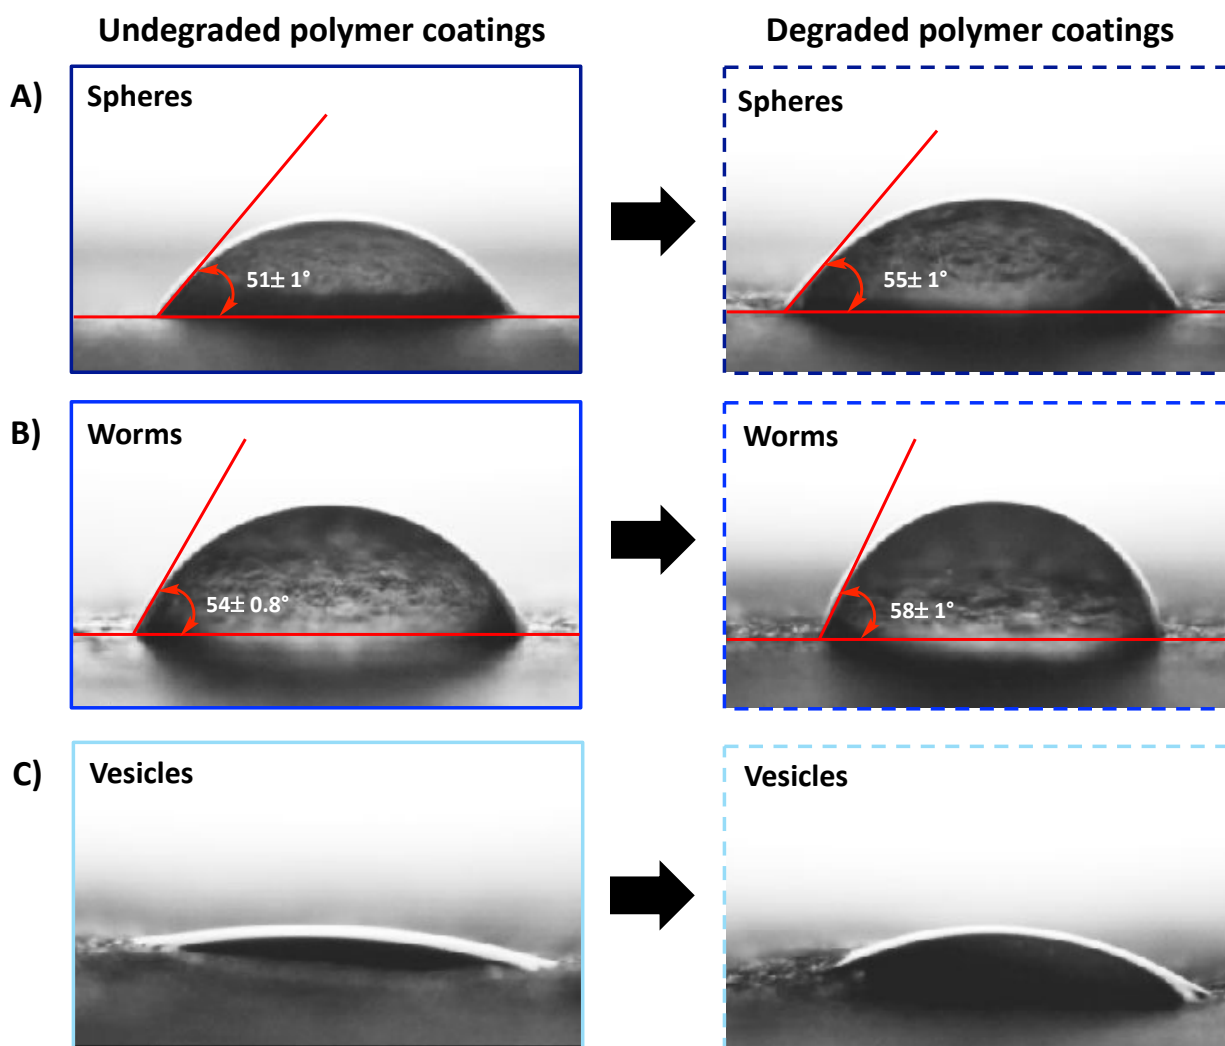 Undegraded polymer coatings
Degraded polymer coatings
A)
Spheres
Spheres
51± 1°
55± 1°
B)
Worms
Worms
54± 0.8°
58± 1°
C)
Vesicles
Vesicles